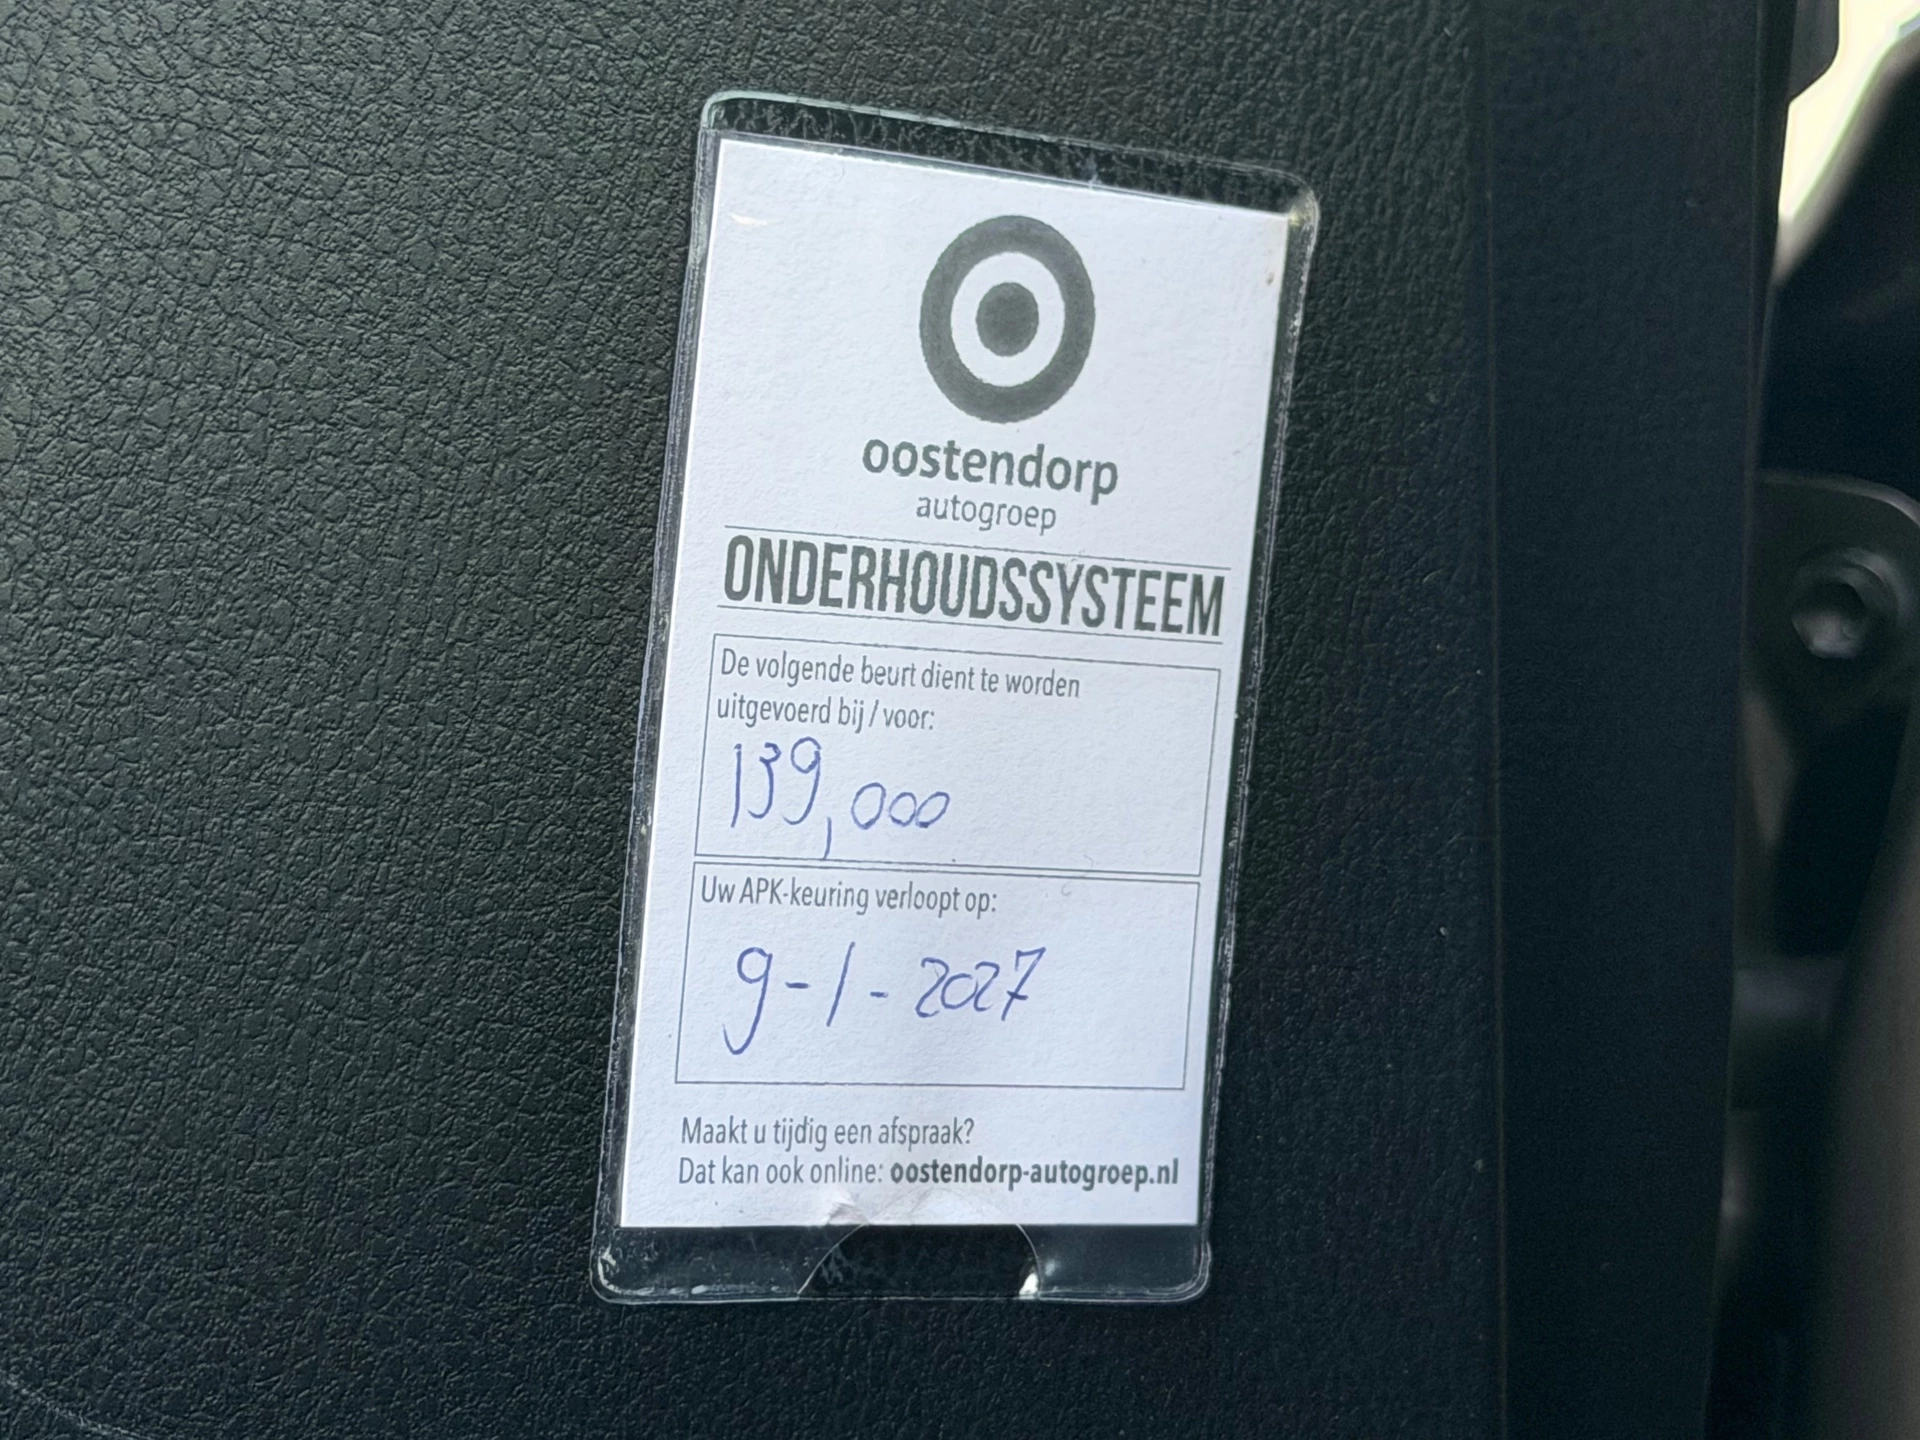 oostendorp
autogroep
ONDERHOUDSSYSTEEM
De volgende beurt dient te worden
uitgevoerd bij / voor:
139,000
Uw APK-keuring verloopt op:
9-1-2027
Maakt u tijdig een afspraak?
Dat kan ook online: oostendorp-autogroep.nl